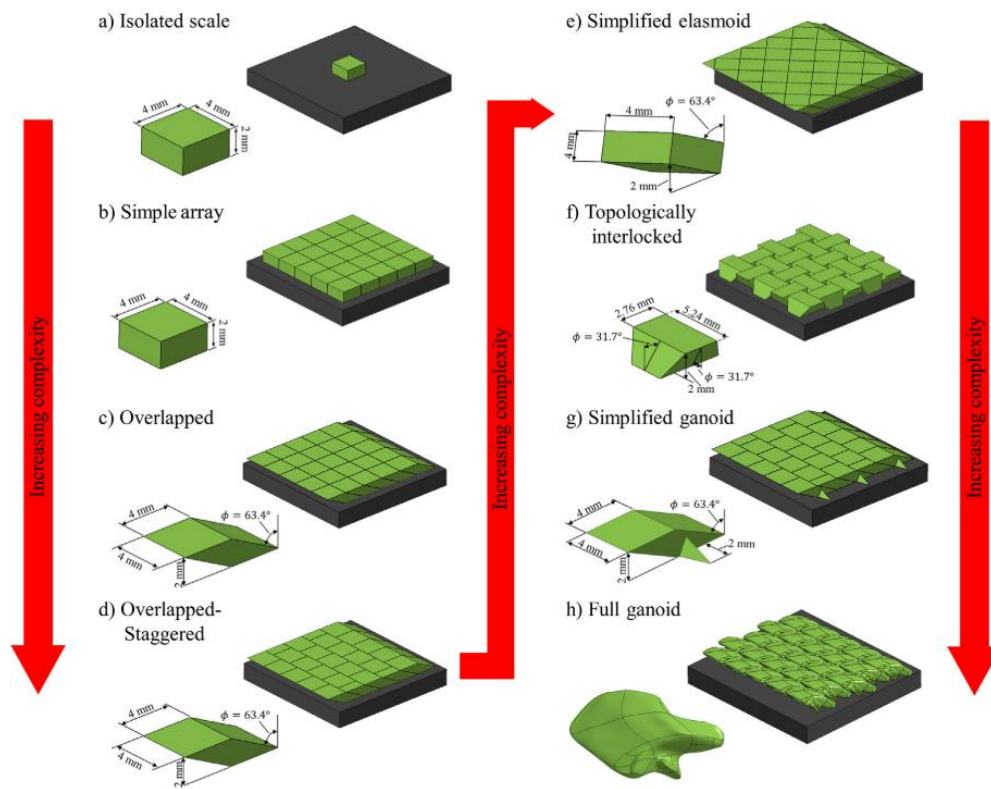 a) Isolated scale
4 mm
4 mm
2 mm
b) Simple array
4 mm
4 mm
2 mm
c) Overlapped
4 mm
4 mm
2 mm
ϕ = 63.4°
d) Overlapped-
Staggered
4 mm
4 mm
2 mm
ϕ = 63.4°
Increasing complexity
Increasing complexity
e) Simplified elasmoid
4 mm
4 mm
ϕ = 63.4°
2 mm
f) Topologically
interlocked
2.76 mm
5.24 mm
ϕ = 31.7°
ϕ = 31.7°
2 mm
g) Simplified ganoid
4 mm
4 mm
2 mm
ϕ = 63.4°
2 mm
h) Full ganoid
Increasing complexity